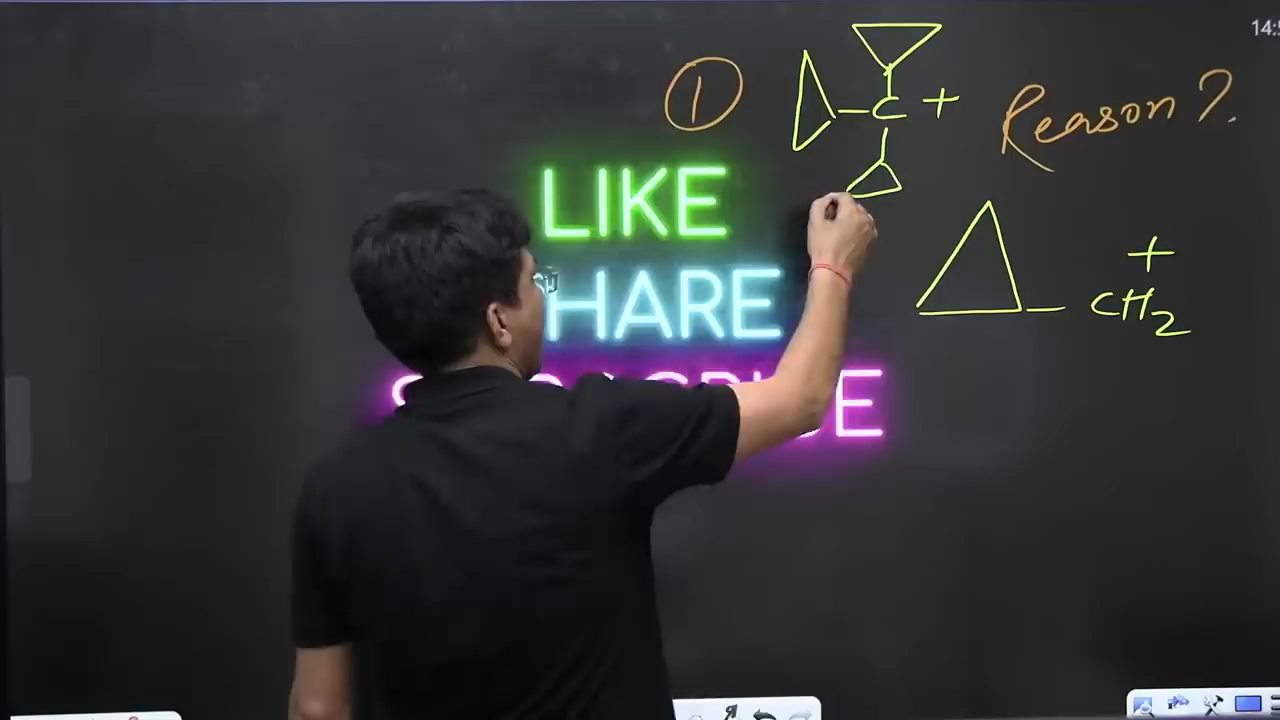 14:5
① C + Reason ?
LIKE
HARE
+
CH2
E